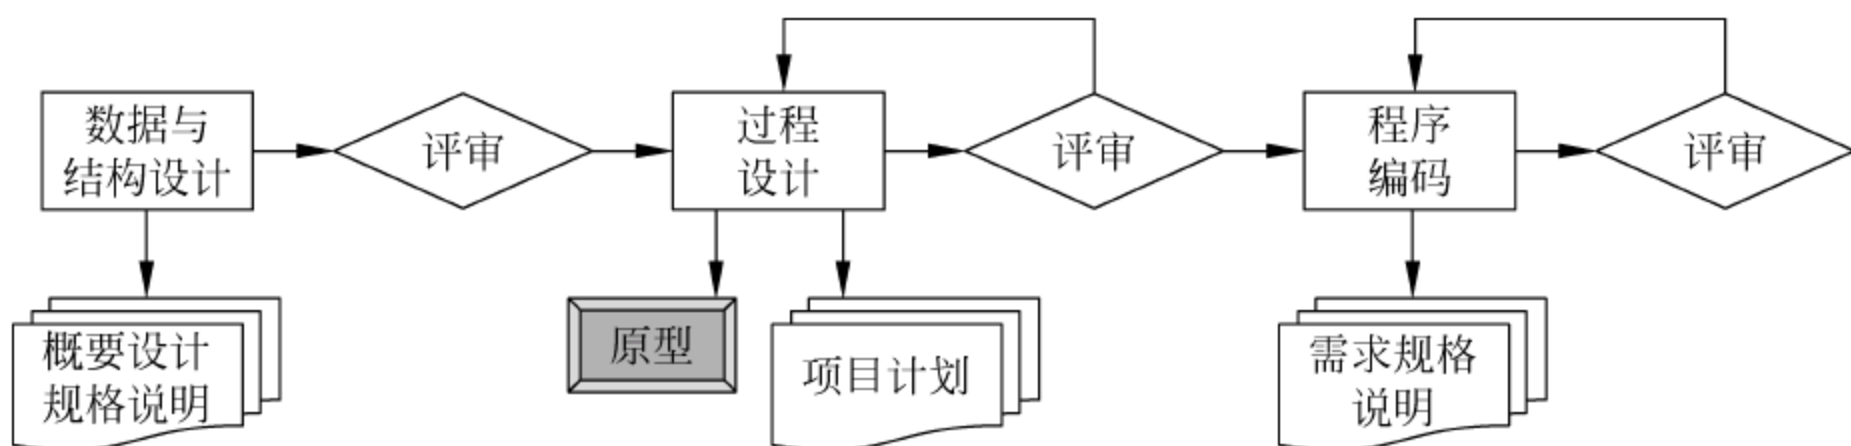 数据与
结构设计
评审
过程
设计
评审
程序
编码
评审
概要设计
规格说明
原型
项目计划
需求规格
说明